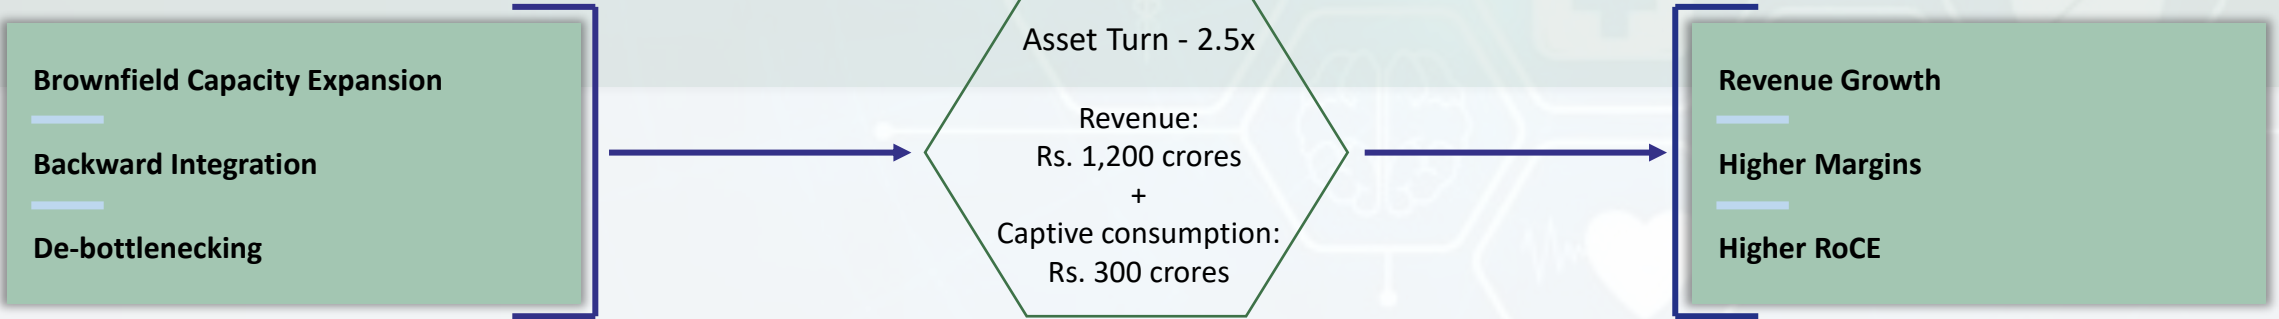 Brownfield Capacity Expansion
Backward Integration
De-bottlenecking
Asset Turn - 2.5x
Revenue:
Rs. 1,200 crores
+
Captive consumption:
Rs. 300 crores
Revenue Growth
Higher Margins
Higher RoCE